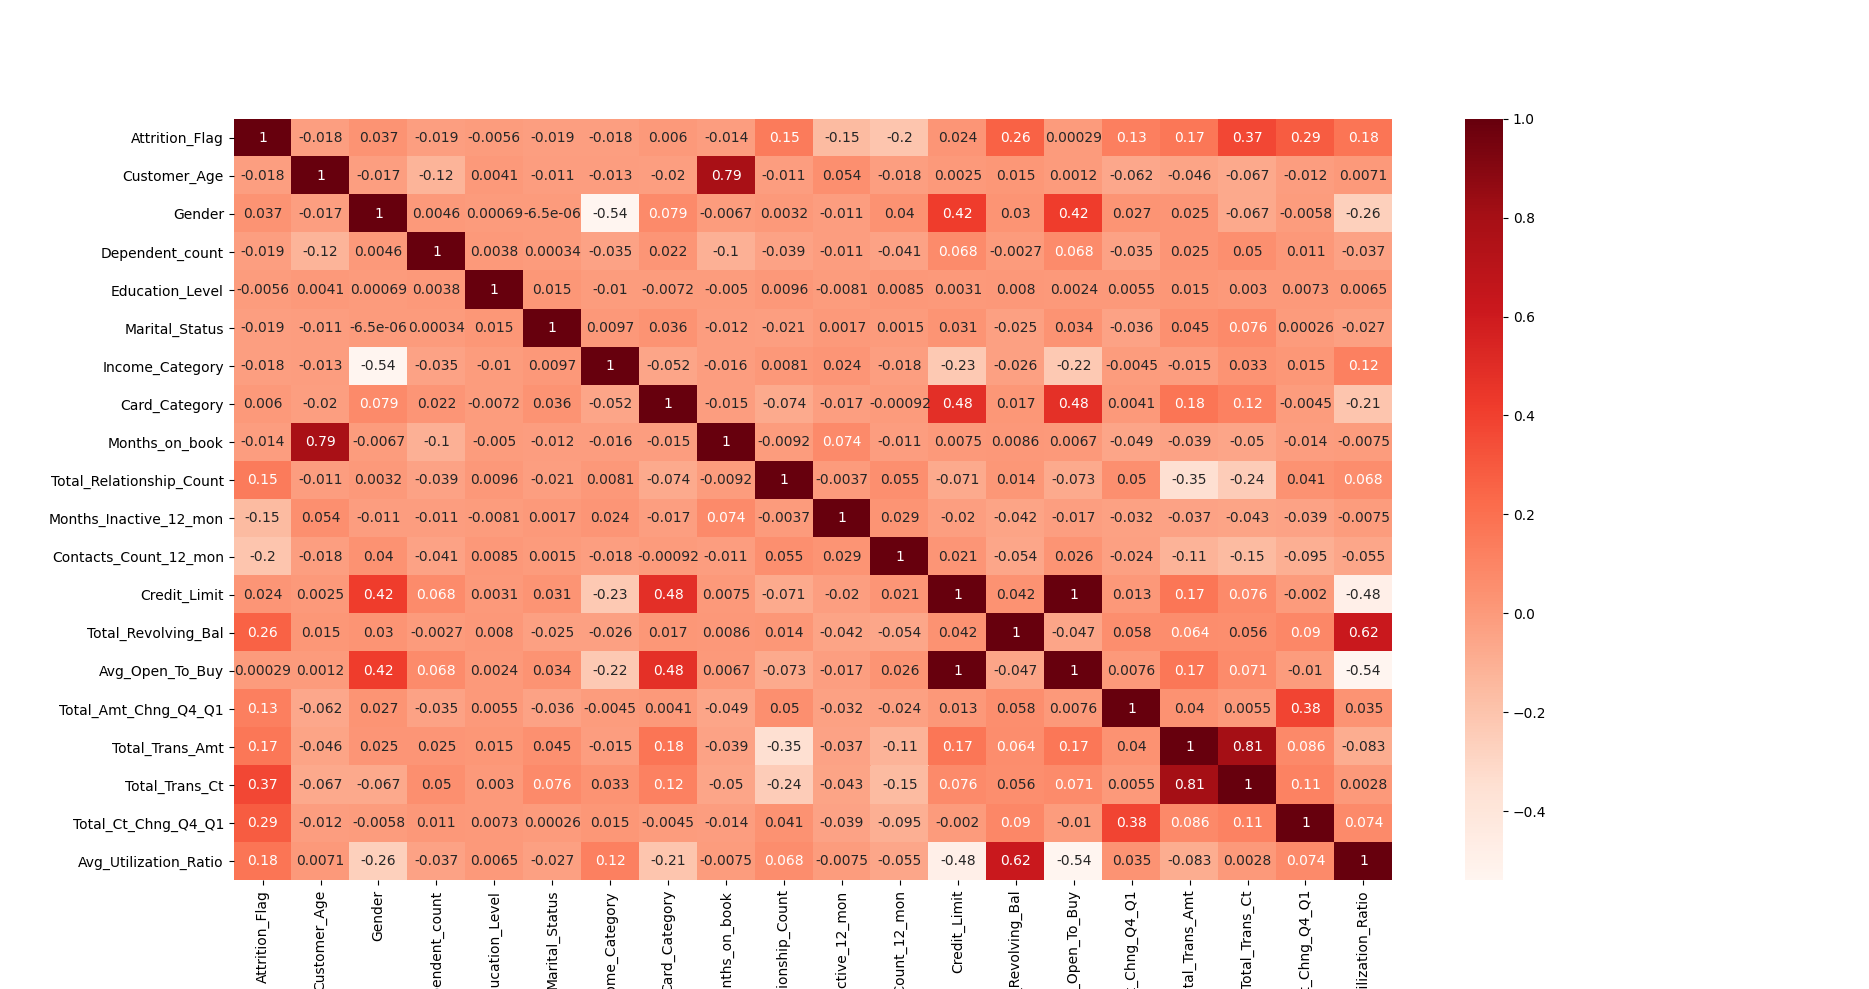 Attrition_Flag 1 -0.018 0.037 -0.019 -0.0056 -0.019 -0.018 0.006 -0.014 0.15 -0.15 -0.2 0.024 0.26 0.00029 0.13 0.17 0.37 0.29 0.18
Customer_Age -0.018 1 -0.017 -0.12 0.0041 -0.011 -0.013 -0.02 0.79 -0.011 0.054 -0.018 0.0025 0.015 0.0012 -0.062 -0.046 -0.067 -0.012 0.0071
Gender 0.037 -0.017 1 0.0046 0.00069 -6.5e-06 -0.54 0.079 -0.0067 0.0032 -0.011 0.04 0.42 0.03 0.42 0.027 0.025 -0.067 -0.0058 -0.26
Dependent_count -0.019 -0.12 0.0046 1 0.0038 0.00034 -0.035 0.022 -0.1 -0.039 -0.011 -0.041 0.068 -0.0027 0.068 -0.035 0.025 0.05 0.011 -0.037
Education_Level -0.0056 0.0041 0.00069 0.0038 1 0.015 -0.01 -0.0072 -0.005 0.0096 -0.0081 0.0085 0.0031 0.008 0.0024 0.0055 0.015 0.003 0.0073 0.0065
Marital_Status -0.019 -0.011 -6.5e-06 0.00034 0.015 1 0.0097 0.036 -0.012 -0.021 0.0017 0.0015 0.031 -0.025 0.034 -0.036 0.045 0.076 0.00026 -0.027
Income_Category -0.018 -0.013 -0.54 -0.035 -0.01 0.0097 1 -0.052 -0.016 0.0081 0.024 -0.018 -0.23 -0.026 -0.22 -0.0045 -0.015 0.033 0.015 0.12
Card_Category 0.006 -0.02 0.079 0.022 -0.0072 0.036 -0.052 1 -0.015 -0.074 -0.017 -0.00092 0.48 0.017 0.48 0.0041 0.18 0.12 -0.0045 -0.21
Months_on_book -0.014 0.79 -0.0067 -0.1 -0.005 -0.012 -0.016 -0.015 1 -0.0092 0.074 -0.011 0.0075 0.0086 0.0067 -0.049 -0.039 -0.05 -0.014 -0.0075
Total_Relationship_Count 0.15 -0.011 0.0032 -0.039 0.0096 -0.021 0.0081 -0.074 -0.0092 1 -0.0037 0.055 -0.071 0.014 -0.073 0.05 -0.35 -0.24 0.041 0.068
Months_Inactive_12_mon -0.15 0.054 -0.011 -0.011 -0.0081 0.0017 0.024 -0.017 0.074 -0.0037 1 0.029 -0.02 -0.042 -0.017 -0.032 -0.037 -0.043 -0.039 -0.0075
Contacts_Count_12_mon -0.2 -0.018 0.04 -0.041 0.0085 0.0015 -0.018 -0.00092 -0.011 0.055 0.029 1 0.021 -0.054 0.026 -0.024 -0.11 -0.15 -0.095 -0.055
Credit_Limit 0.024 0.0025 0.42 0.068 0.0031 0.031 -0.23 0.48 0.0075 -0.071 -0.02 0.021 1 0.042 1 0.013 0.17 0.076 -0.002 -0.48
Total_Revolving_Bal 0.26 0.015 0.03 -0.0027 0.008 -0.025 -0.026 0.017 0.0086 0.014 -0.042 -0.054 0.042 1 -0.047 0.058 0.064 0.056 0.09 0.62
Avg_Open_To_Buy 0.00029 0.0012 0.42 0.068 0.0024 0.034 -0.22 0.48 0.0067 -0.073 -0.017 0.026 1 -0.047 1 0.0076 0.17 0.071 -0.01 -0.54
Total_Amt_Chng_Q4_Q1 0.13 -0.062 0.027 -0.035 0.0055 -0.036 -0.0045 0.0041 -0.049 0.05 -0.032 -0.024 0.013 0.058 0.0076 1 0.04 0.0055 0.38 0.035
Total_Trans_Amt 0.17 -0.046 0.025 0.025 0.015 0.045 -0.015 0.18 -0.039 -0.35 -0.037 -0.11 0.17 0.064 0.17 0.04 1 0.81 0.086 -0.083
Total_Trans_Ct 0.37 -0.067 -0.067 0.05 0.003 0.076 0.033 0.12 -0.05 -0.24 -0.043 -0.15 0.076 0.056 0.071 0.0055 0.81 1 0.11 0.0028
Total_Ct_Chng_Q4_Q1 0.29 -0.012 -0.0058 0.011 0.0073 0.00026 0.015 -0.0045 -0.014 0.041 -0.039 -0.095 -0.002 0.09 -0.01 0.38 0.086 0.11 1 0.074
Avg_Utilization_Ratio 0.18 0.0071 -0.26 -0.037 0.0065 -0.027 0.12 -0.21 -0.0075 0.068 -0.0075 -0.055 -0.48 0.62 -0.54 0.035 -0.083 0.0028 0.074 1
Attrition_Flag
Customer_Age
Gender
endent_count
ucation_Level
Marital_Status
ome_Category
Card_Category
nths_on_book
ionship_Count
ctive_12_mon
Count_12_mon
Credit_Limit
Revolving_Bal
_Open_To_Buy
_Chng_Q4_Q1
tal_Trans_Amt
Total_Trans_Ct
_Chng_Q4_Q1
ilization_Ratio
1.0
0.8
0.6
0.4
0.2
0.0
−0.2
−0.4